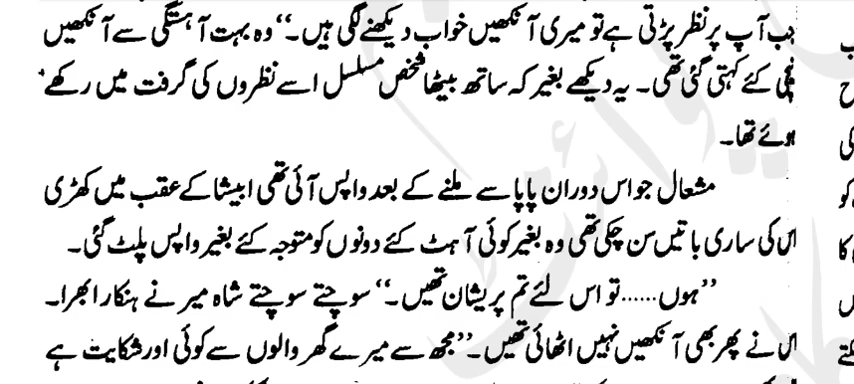 جب آپ پر نظر پڑتی ہے تو میری آنکھیں خواب دیکھنے لگی ہیں۔‘‘ وہ بہت آہستگی سے آنکھیں
نیچی کئے کہتی گئی تھی۔ یہ دیکھے بغیر کہ ساتھ بیٹھا شخص مسلسل اسے نظروں کی گرفت میں رکھے
ہوئے تھا۔
مشعال جو اس دوران پاپا سے ملنے کے بعد واپس آئی تھی ابیشا کے عقب میں کھڑی
اس کی ساری باتیں سن چکی تھی وہ بغیر کوئی آہٹ کئے دونوں کو متوجہ کئے بغیر واپس پلٹ گئی۔
’’ہوں......تو اس لئے تم پریشان تھیں۔‘‘ سوچتے سوچتے شاہ میر نے ہنکارا بھرا۔
اس نے پھر بھی آنکھیں نہیں اٹھائی تھیں۔ ’’مجھ سے میرے گھر والوں سے کوئی اور شکایت ہے